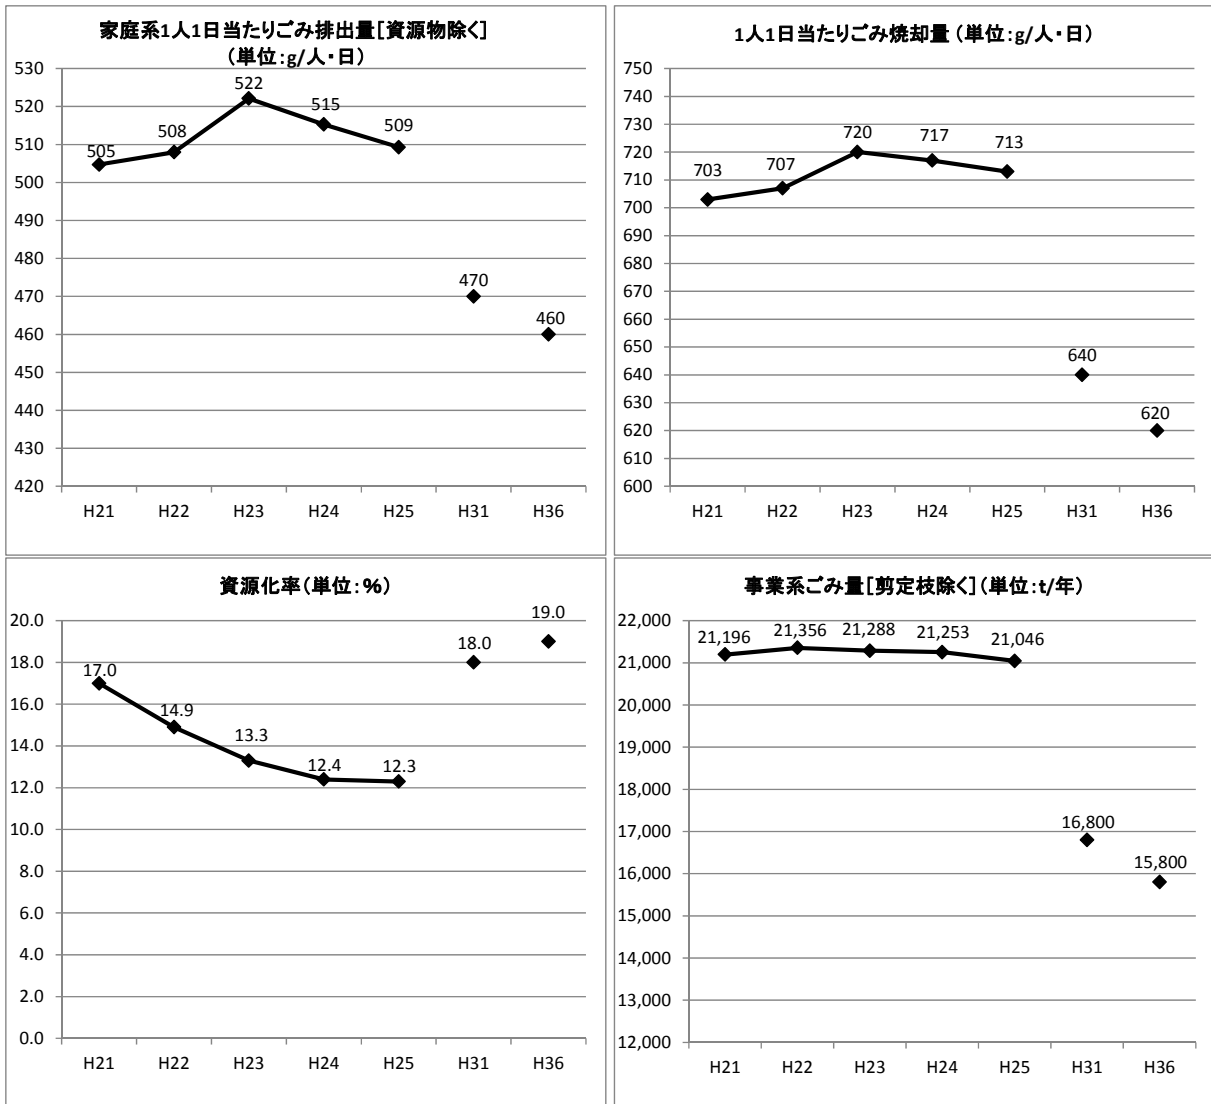 家庭系1人1日当たりごみ排出量[資源物除く]
(単位:g/人・日)
530
520
510
500
490
480
470
460
450
440
430
420
505
508
522
515
509
470
460
H21
H22
H23
H24
H25
H31
H36
1人1日当たりごみ焼却量(単位:g/人・日)
750
740
730
720
710
700
690
680
670
660
650
640
630
620
610
600
703
707
720
717
713
640
620
H21
H22
H23
H24
H25
H31
H36
資源化率(単位:%)
20.0
18.0
16.0
14.0
12.0
10.0
8.0
6.0
4.0
2.0
0.0
17.0
14.9
13.3
12.4
12.3
18.0
19.0
H21
H22
H23
H24
H25
H31
H36
事業系ごみ量[剪定枝除く](単位:t/年)
22,000
21,000
20,000
19,000
18,000
17,000
16,000
15,000
14,000
13,000
12,000
21,196
21,356
21,288
21,253
21,046
16,800
15,800
H21
H22
H23
H24
H25
H31
H36